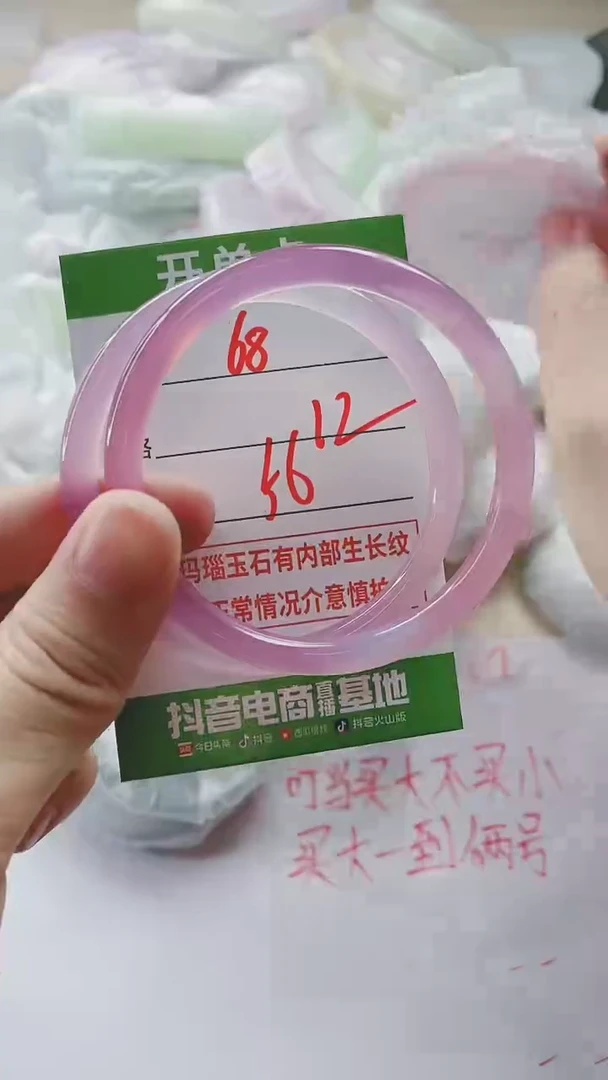 开单卡
68
12
格
56
玛瑙玉石有内部生长纹
正常情况介意慎拍
抖音电商直播基地
今日头条 抖音 西瓜视频 抖音火山版
叮当买大不买小
买大一到俩号